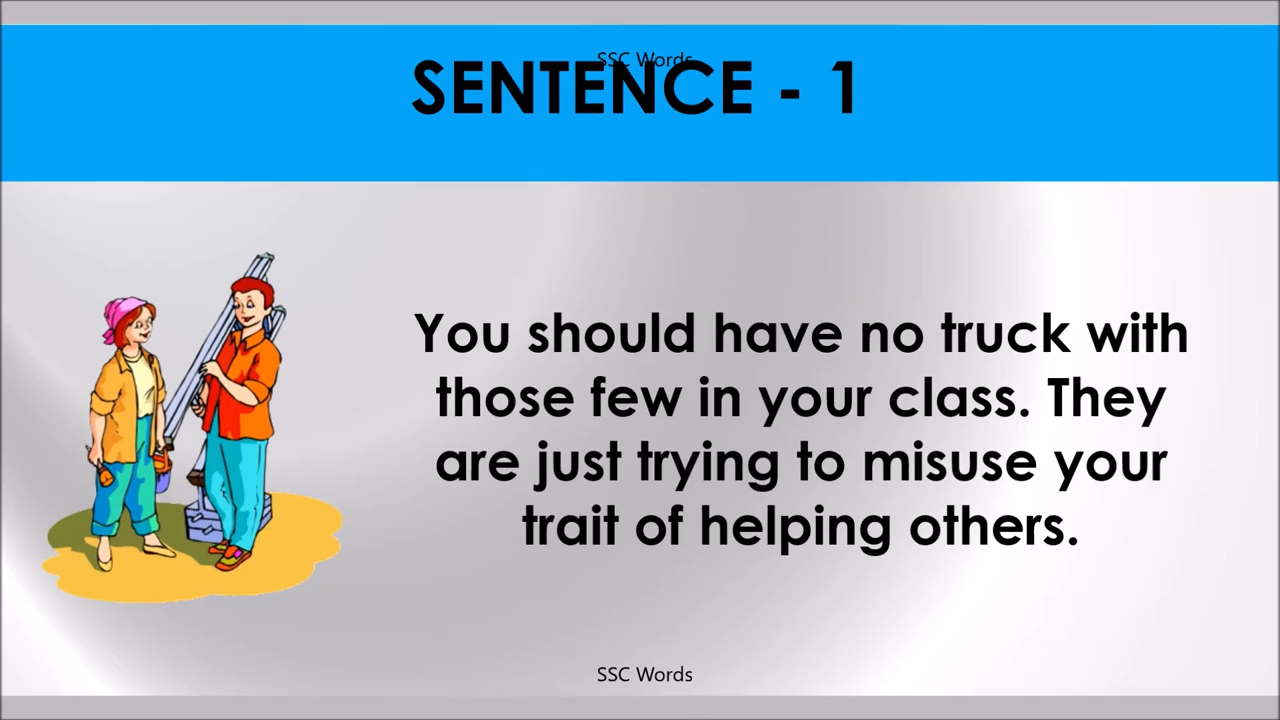 SSC Words
SENTENCE - 1
You should have no truck with
those few in your class. They
are just trying to misuse your
trait of helping others.
SSC Words